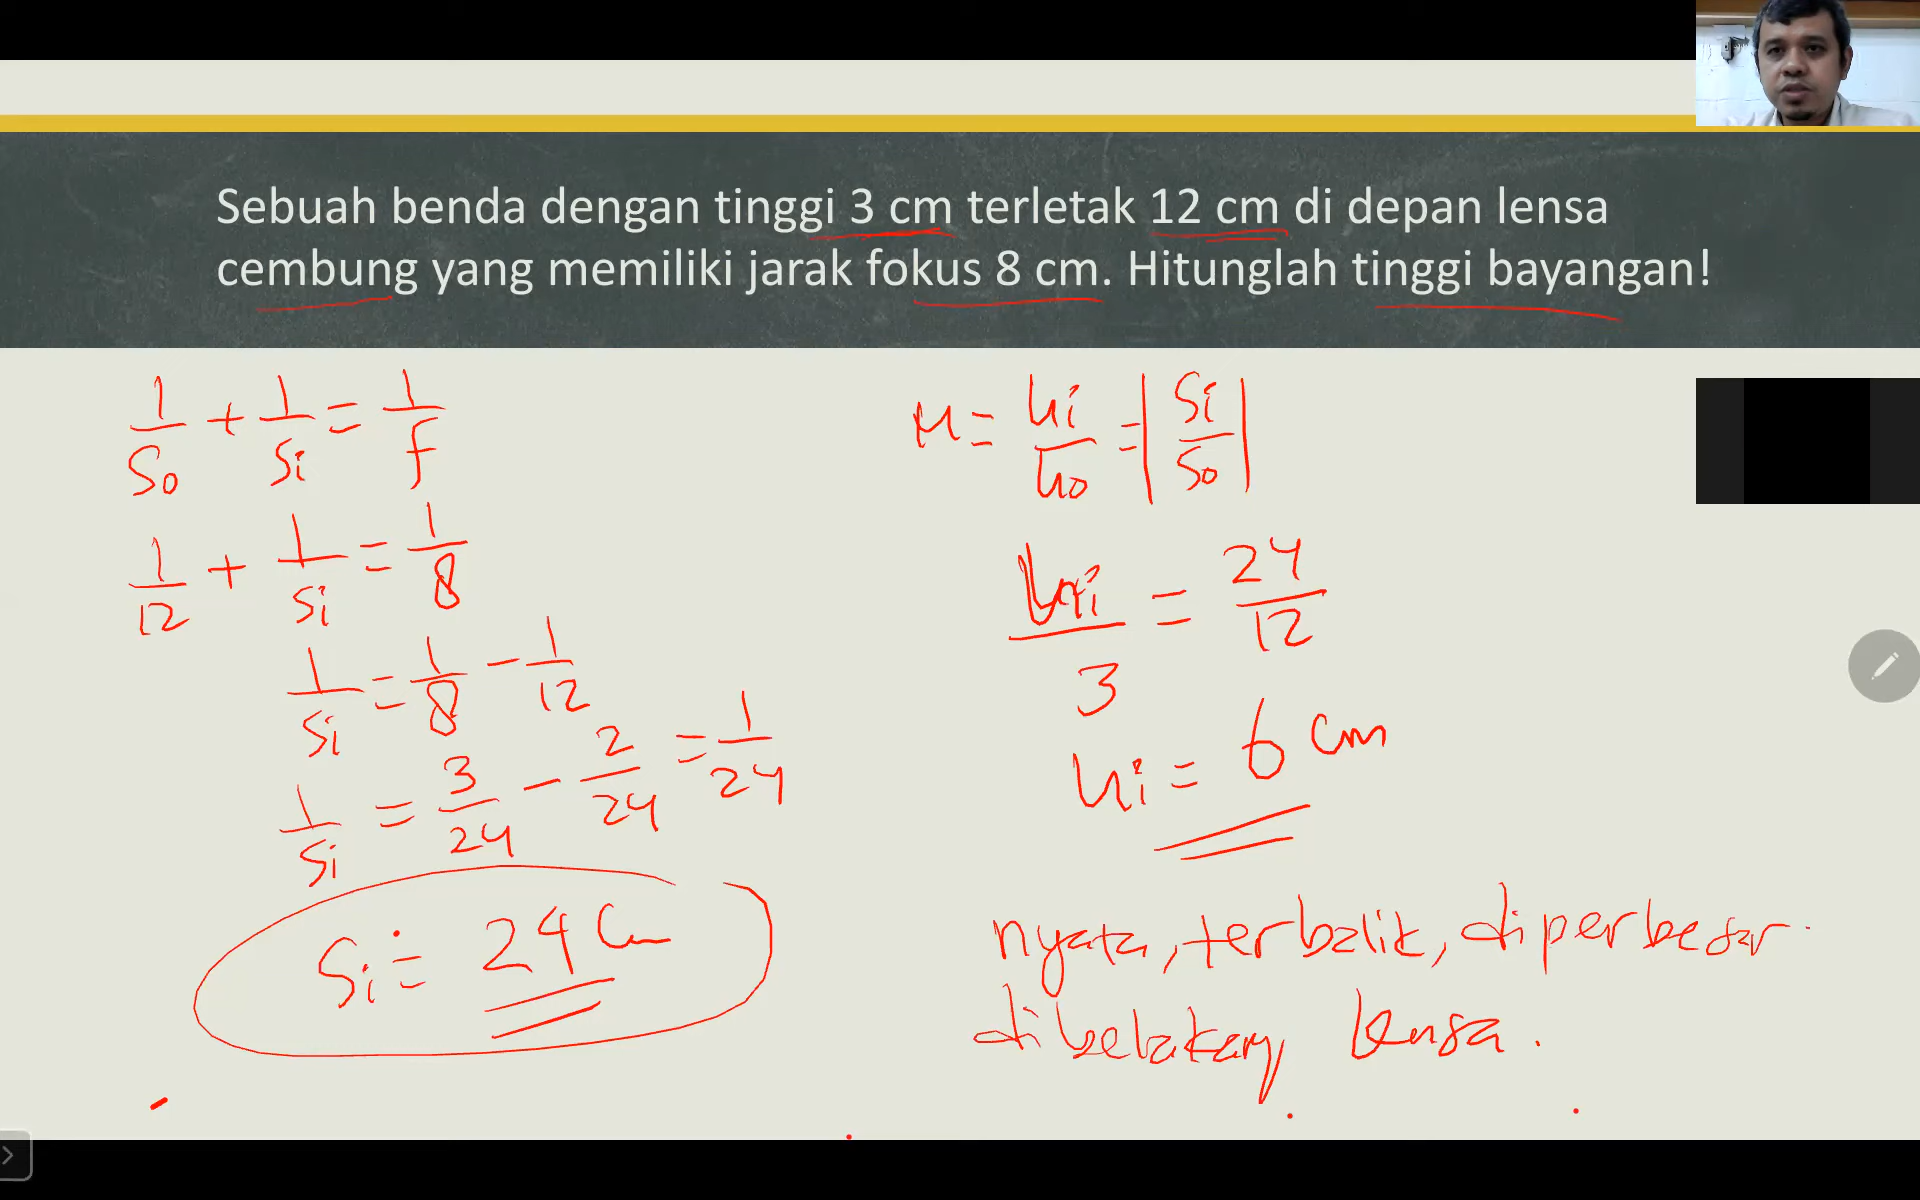 Sebuah benda dengan tinggi 3 cm terletak 12 cm di depan lensa
cembung yang memiliki jarak fokus 8 cm. Hitunglah tinggi bayangan!
1/So + 1/Si = 1/f
1/12 + 1/Si = 1/8
1/Si = 1/8 - 1/12
1/Si = 3/24 - 2/24 = 1/24
Si = 24 cm
M = hi/ho = |Si/So|
hi/3 = 24/12
hi = 6 cm
nyata, terbalik, diperbesar.
dibelakang lensa.